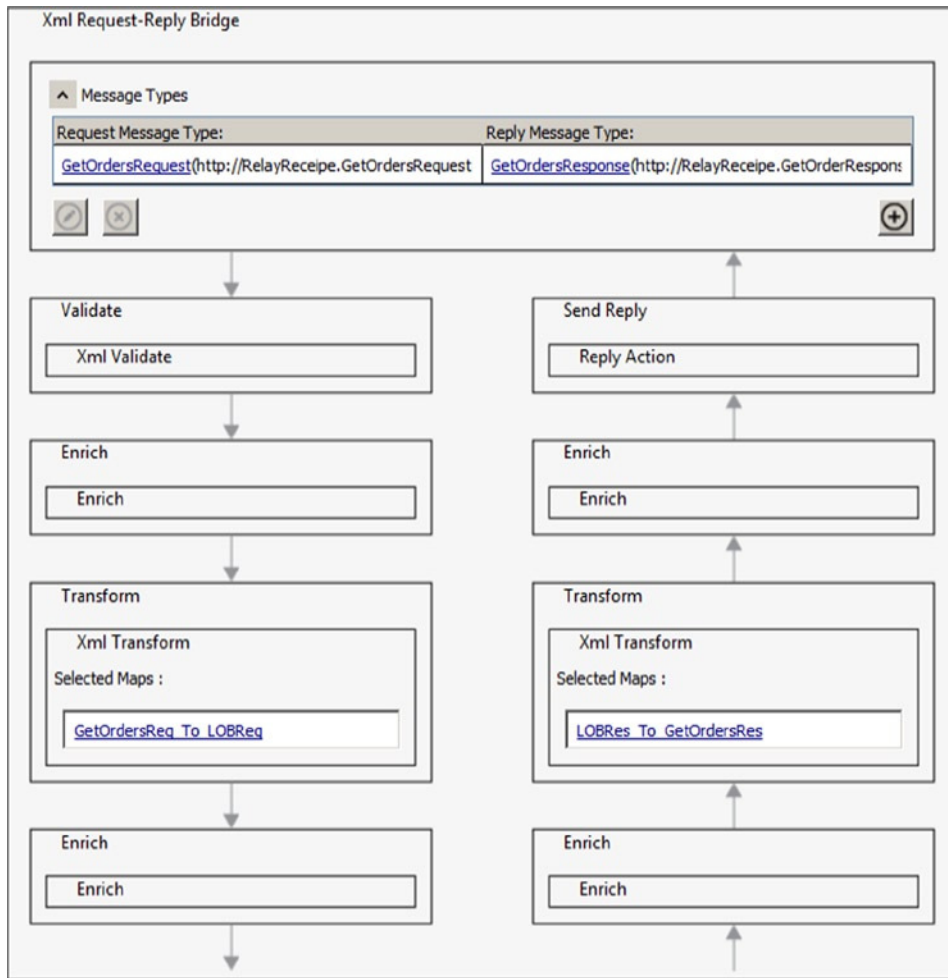 Xml Request-Reply Bridge
Message Types
Request Message Type:
Reply Message Type:
GetOrdersRequest(http://RelayReceipe.GetOrdersRequest
GetOrdersResponse(http://RelayReceipe.GetOrderRespons
Validate
Xml Validate
Enrich
Enrich
Transform
Xml Transform
Selected Maps :
GetOrdersReq_To_LOBReq
Enrich
Enrich
Send Reply
Reply Action
Enrich
Enrich
Transform
Xml Transform
Selected Maps :
LOBRes_To_GetOrdersRes
Enrich
Enrich